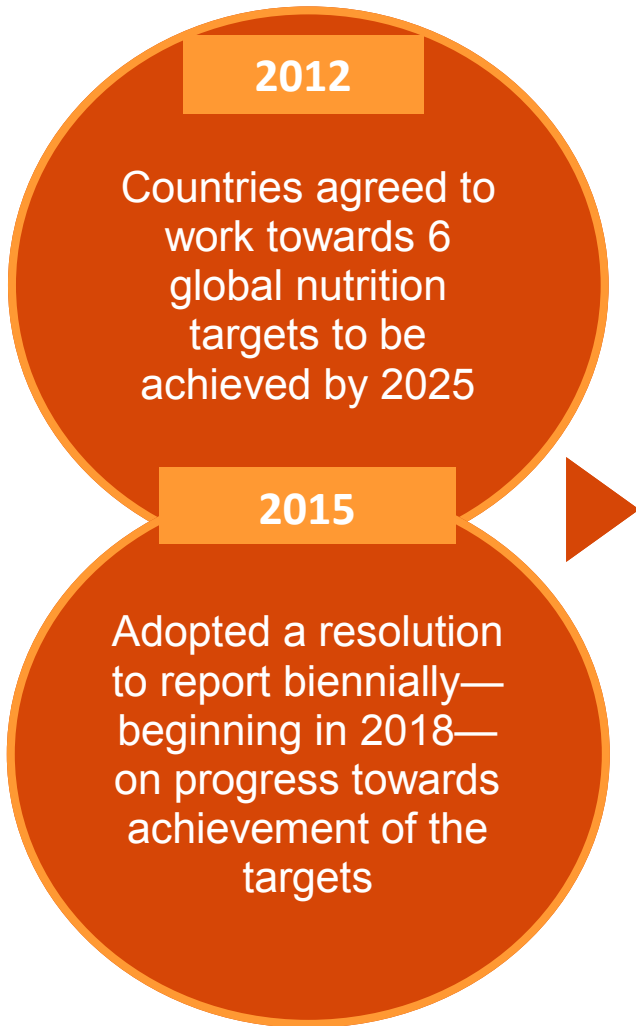 2012
Countries agreed to
work towards 6
global nutrition
targets to be
achieved by 2025
2015
Adopted a resolution
to report biennially—
beginning in 2018—
on progress towards
achievement of the
targets